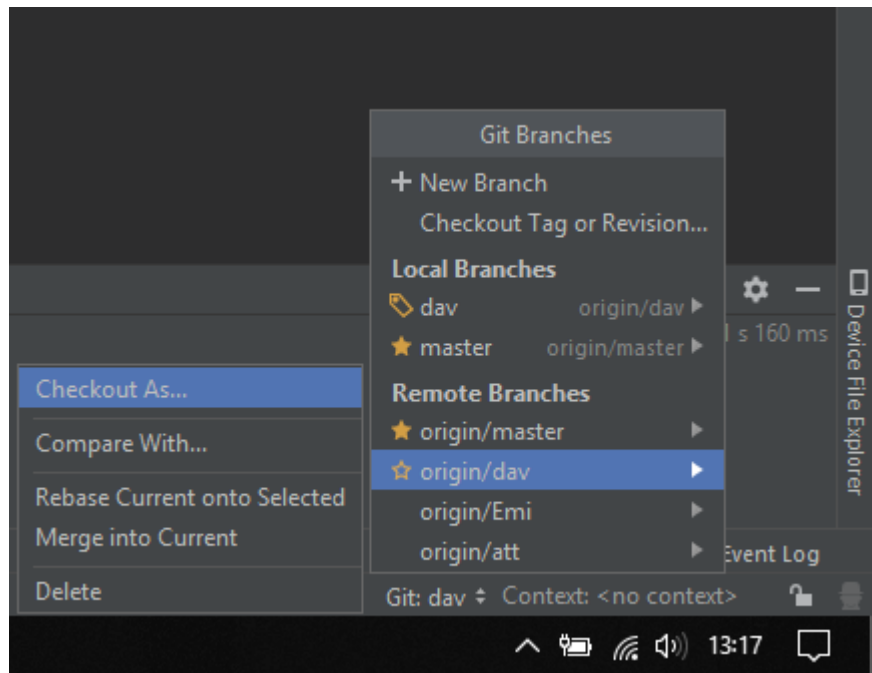 Git Branches
New Branch
Checkout Tag or Revision...
Local Branches
dav origin/dav
master origin/master
s 160 ms
Remote Branches
origin/master
origin/dav
origin/Emi
origin/att
Checkout As...
Compare With...
Rebase Current onto Selected
Merge into Current
Delete
Device File Explorer
Event Log
Git: dav Context: <no context>
13:17